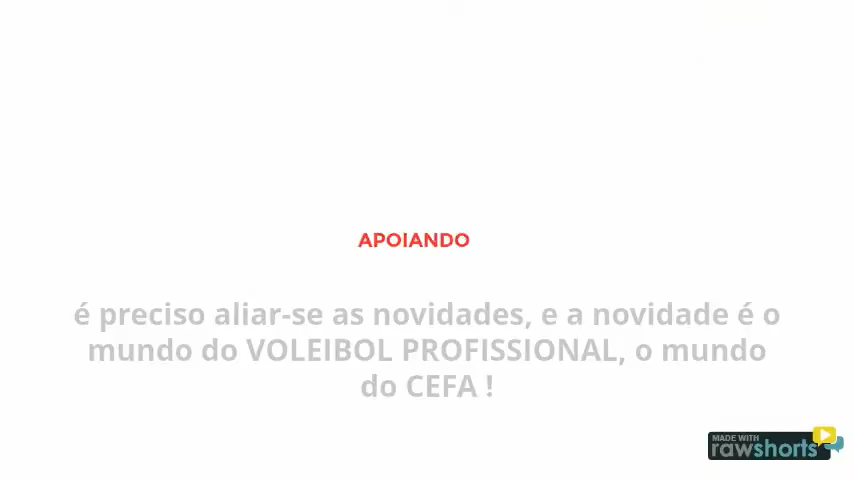 APOIANDO
é preciso aliar-se as novidades, e a novidade é o
mundo do VOLEIBOL PROFISSIONAL, o mundo
do CEFA !
MADE WITH
rawshorts